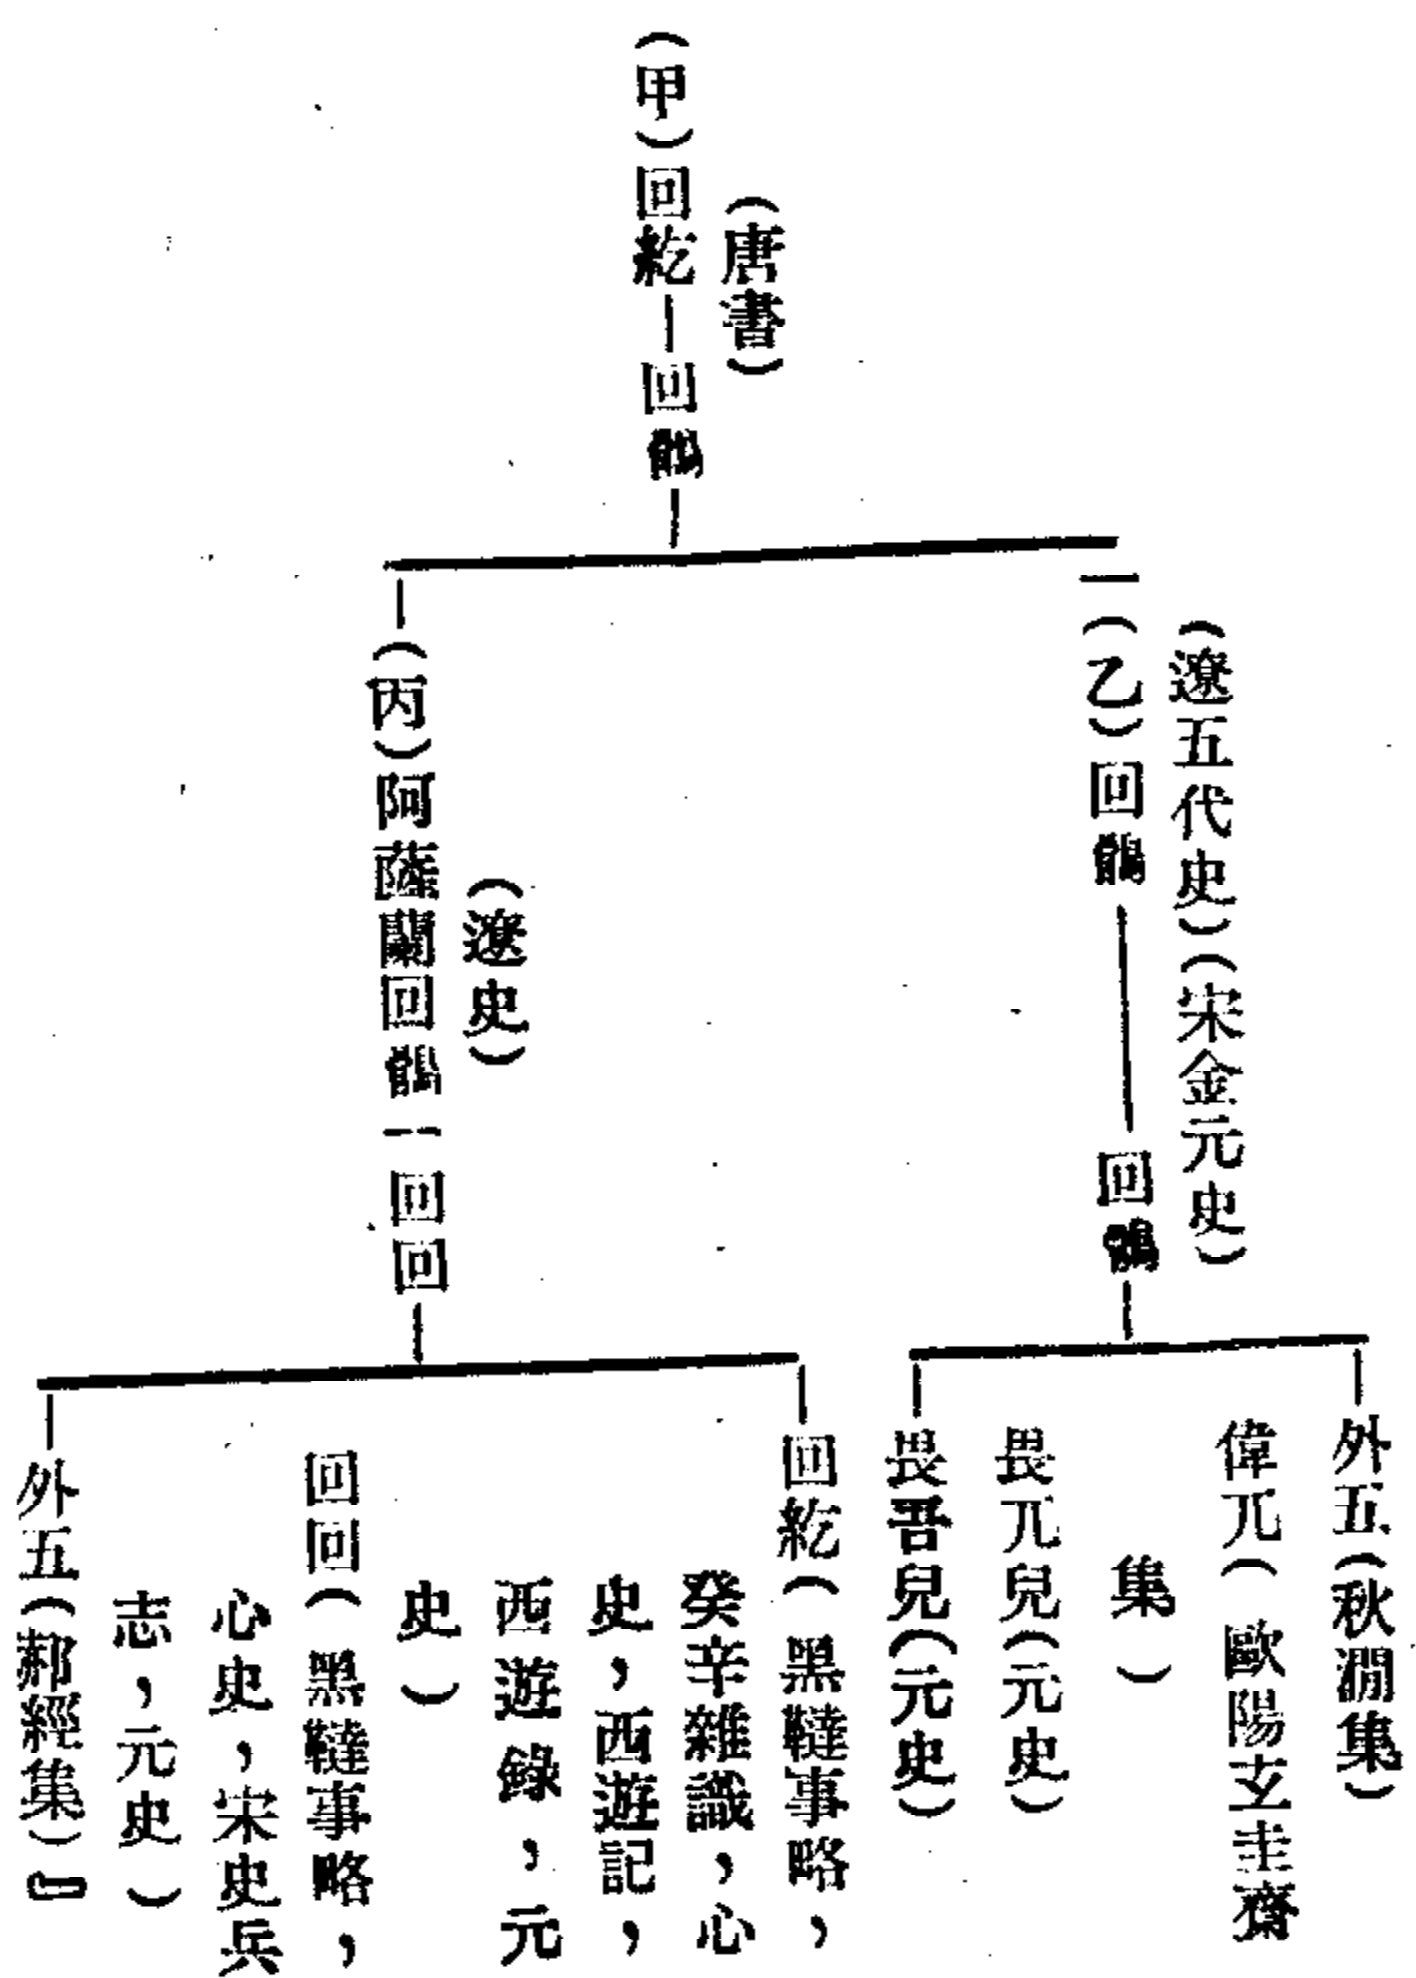 (唐書)
(甲)回紇—回鶻
(遼五代史)(宋金元史)
(乙)回鶻——回鶻
(遼史)
(丙)阿薩蘭回鶻—回回
外五(秋澗集)
偉兀(歐陽玄圭齋
集)
畏兀兒(元史)
畏吾兒(元史)
回紇(黑韃事略，
癸辛雜識，心
史，西遊記，
西遊錄，元
史)
回回(黑韃事略，
心史，宋史兵
志，元史)
外五(郝經集)』